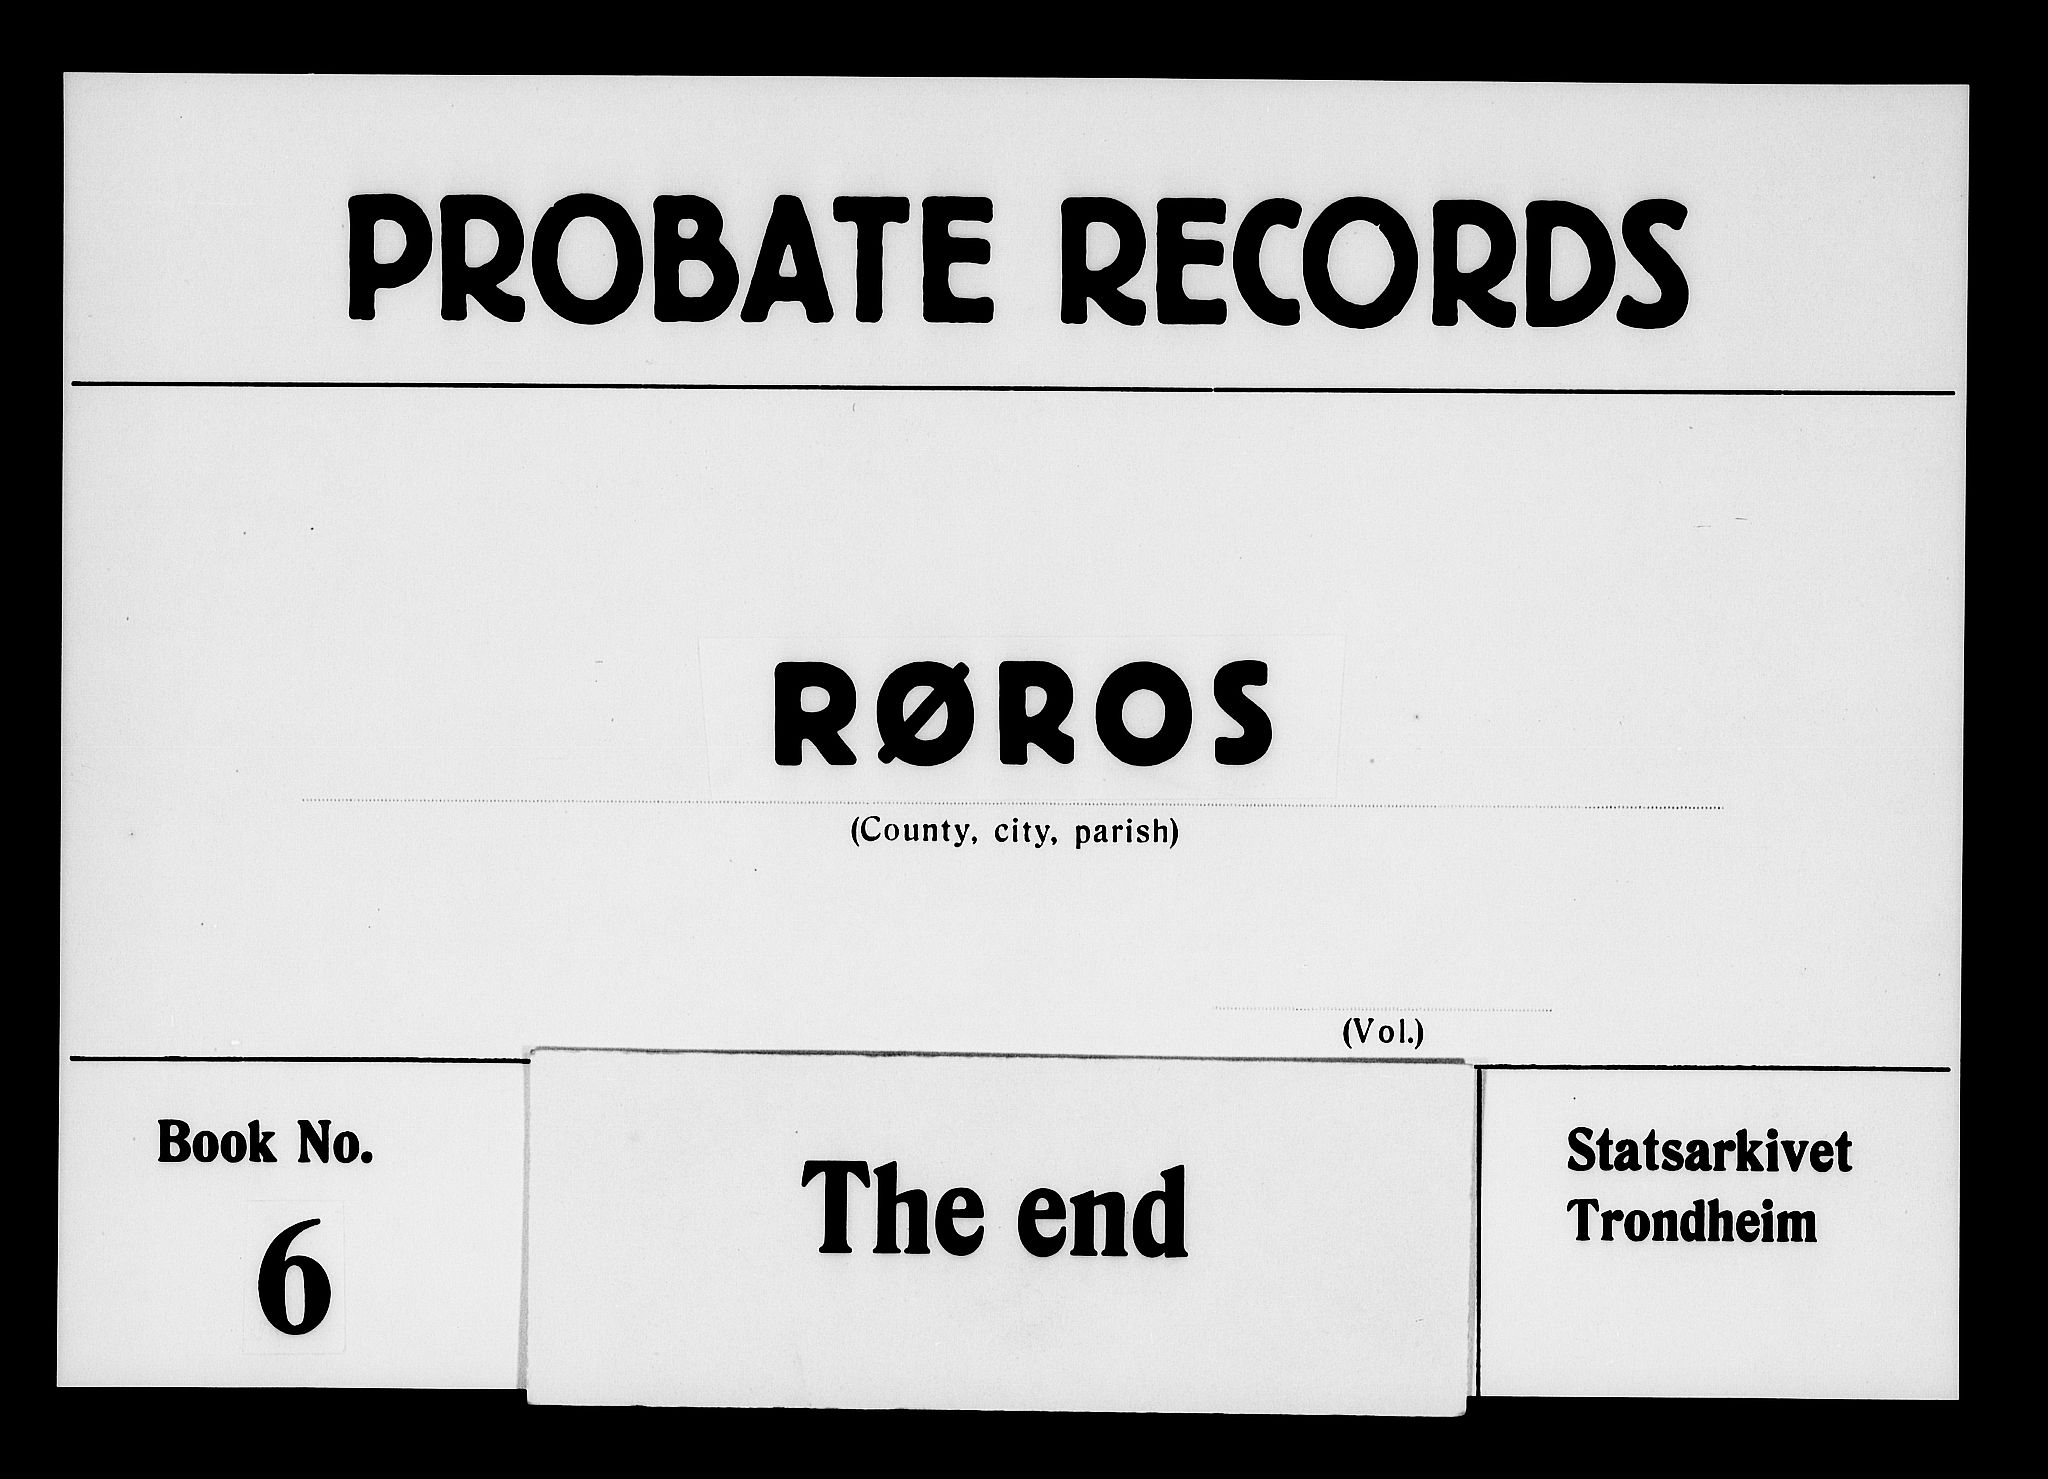 PROBATE RECORDS
RØROS
(County, city, parish)
(Vol.)
Book No.
6
The end
Statsarkivet
Trondheim